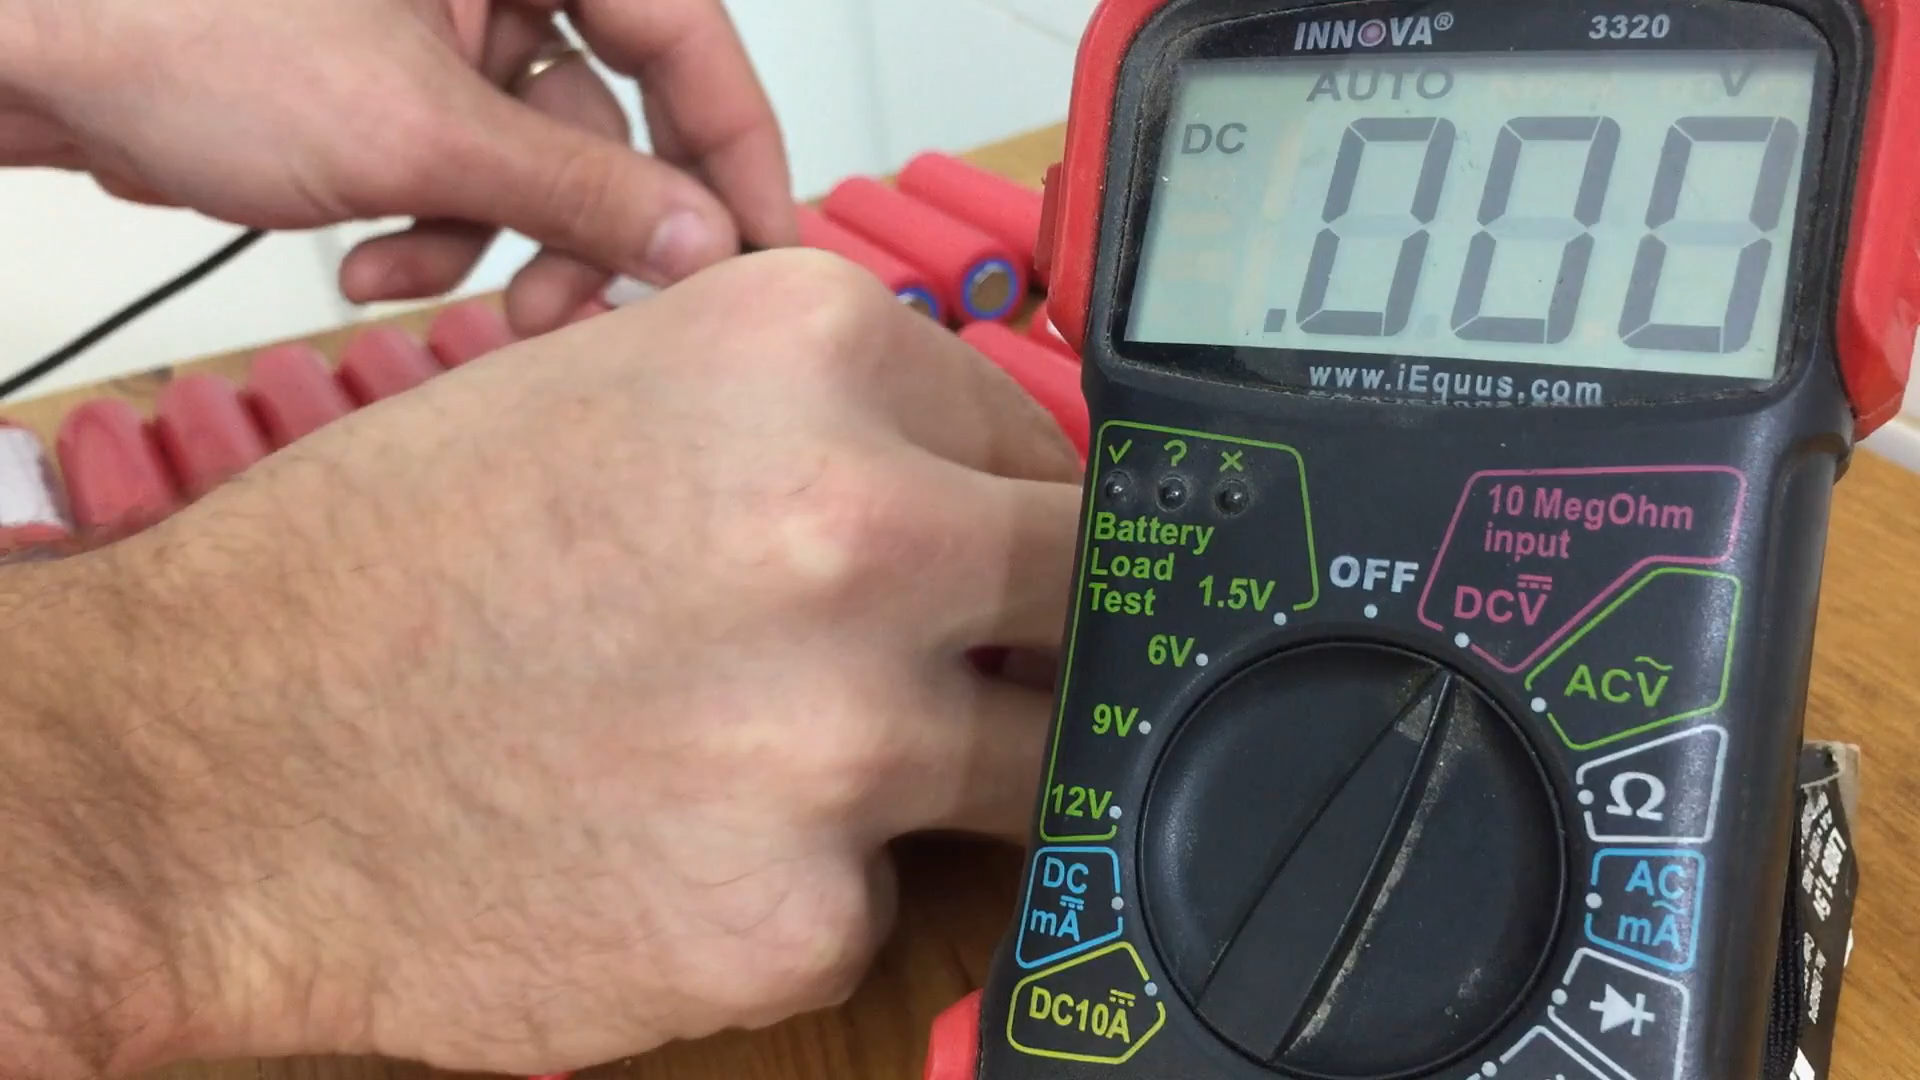 INNOVA® 3320
AUTO V
DC .000
www.iEquus.com
✓ ? ×
Battery
Load
Test
1.5V
6V
9V
12V
OFF
10 MegOhm
input
DCV
ACV
Ω
DC
mA
DC10A
AC
mA